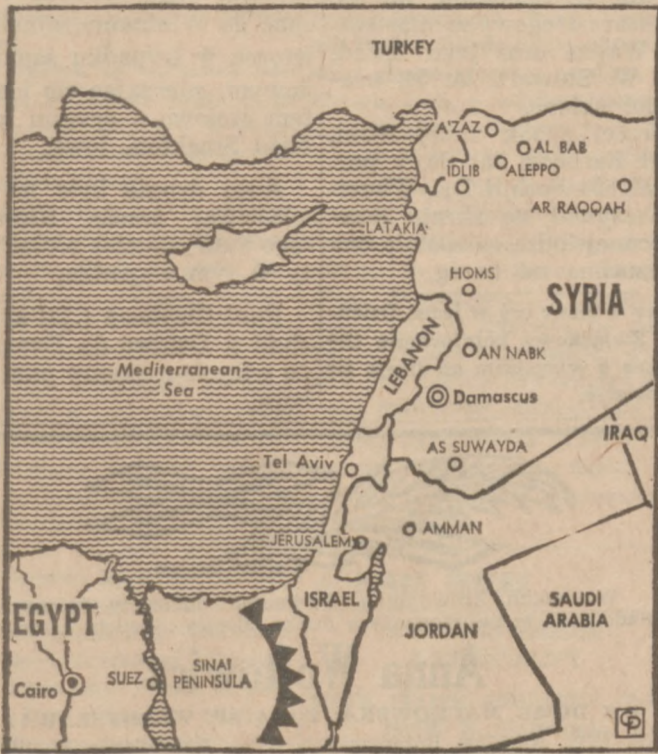 TURKEY
A'ZAZ
AL BAB
ALEPPO
IDLIB
AR RAQQAH
LATAKIA
HOMS
SYRIA
LEBANON
AN NABK
Mediterranean
Sea
Damascus
IRAQ
Tel Aviv
AS SUWAYDA
JERUSALEM
AMMAN
EGYPT
ISRAEL
JORDAN
SAUDI
ARABIA
Cairo
SUEZ
SINAI
PENINSULA
CP